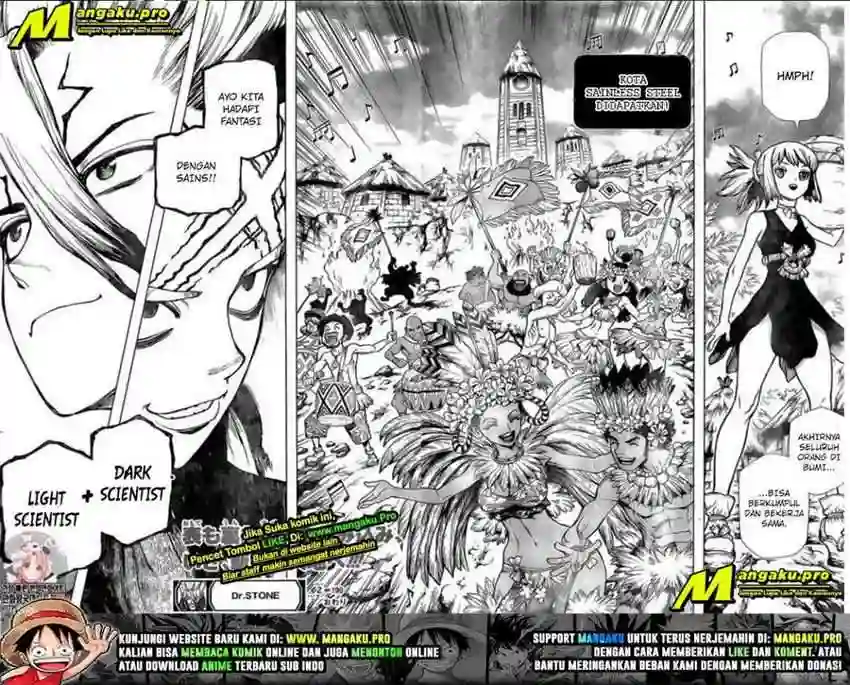 Mangaku.pro
HMPH!
KOTA
SAINLESS STEEL
DIDAPATKAN!
AKHIRNYA
SELURUH
ORANG DI
BUMI...
...BISA
BERKUMPUL
DAN BEKERJA
SAMA.
AYO KITA
HADAPI
FANTASI
DENGAN
SAINS!!
DARK
SCIENTIST
+
LIGHT
SCIENTIST
Jika Suka komik ini,
Pencet Tombol LIKE, Di: www.mangaku.Pro
Bukan di website lain
Biar staff makin semangat nerjemahin
Dr.STONE
Mangaku.pro
KUNJUNGI WEBSITE BARU KAMI DI: WWW. MANGAKU.PRO
KALIAN BISA MEMBACA KOMIK ONLINE DAN JUGA MENONTON ONLINE
ATAU DOWNLOAD ANIME TERBARU SUB INDO
SUPPORT MANGAKU UNTUK TERUS NERJEMAHIN DI: MANGAKU.PRO
DENGAN CARA MEMBERIKAN LIKE DAN KOMENT. ATAU
BANTU MERINGANKAN BEBAN KAMI DENGAN MEMBERIKAN DONASI